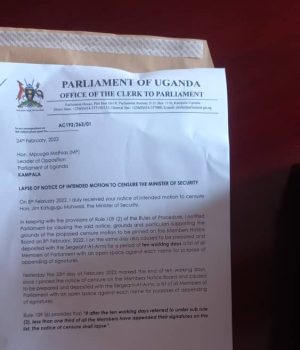 PARLIAMENT OF UGANDA
OFFICE OF THE CLERK TO PARLIAMENT
AC192/263/01
24th February, 2022
Hon. Mpuuga Mathias (MP)
Leader of Opposition
Parliament of Uganda
KAMPALA
LAPSE OF NOTICE OF INTENDED MOTION TO CENSURE THE MINISTER OF SECURITY
On 8th February, 2022, I duly received your notice of intended motion to censure
Hon. Jim Katugugu Muhwezi, the Minister of Security.
In keeping with the provisions of Rule 109 (2) of the Rules of Procedure, I notified
Parliament by causing the said notice, grounds and particulars supporting the
grounds of the proposed censure motion to be pinned on the Members Notice
Board on 8th February, 2022. I on the same day also caused to be prepared and
deposited with the Sergeant-At-Arms for a period of ten working days a list of all
Members of Parliament with an open space against each name for purpose of
appending of signatures.
Yesterday the 23rd day of February 2022 marked the end of ten working days
since I pinned the notice of censure on the Members Notice Board and caused
to be prepared and deposited with the Sergeant-At-Arms a list of all Members of
Parliament with an open space against each name for purposes of appending
of signatures.
Rule 109 (6) provides that "If after the ten working days referred to under sub rule
(2), less than one third of all the Members have appended their signatures on the
list, the notice of censure shall lapse."